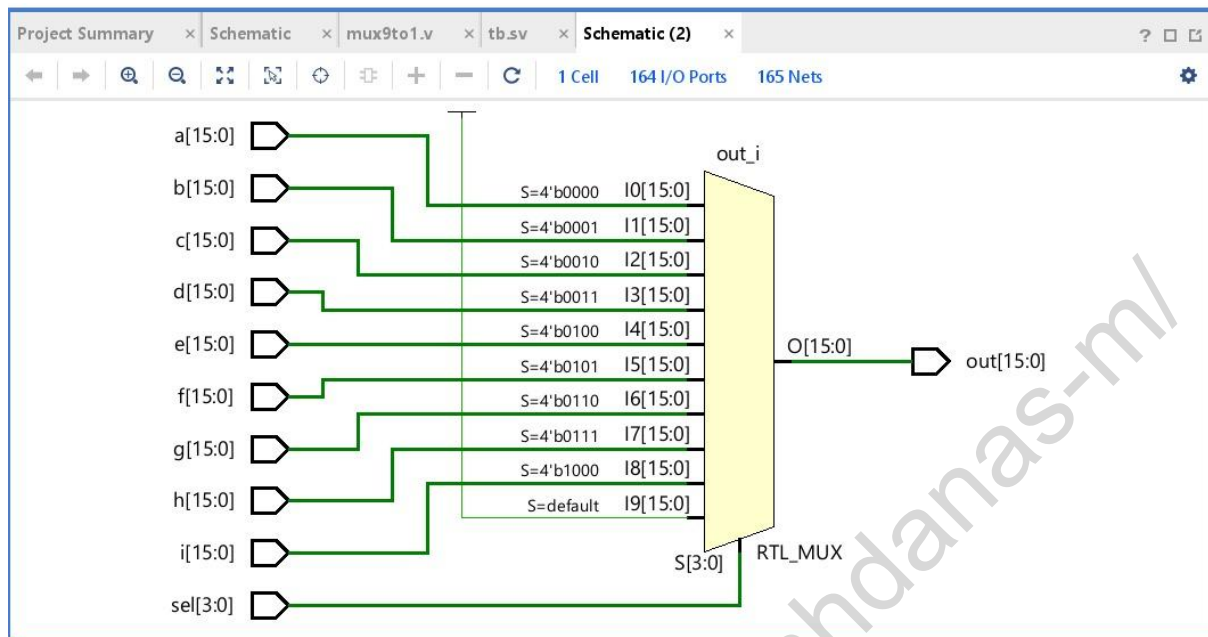 Project Summary × Schematic × mux9to1.v × tb.sv × Schematic (2) × ?
1 Cell 164 I/O Ports 165 Nets
a[15:0]
out_i
b[15:0] S=4'b0000 I0[15:0]
S=4'b0001 I1[15:0]
c[15:0] S=4'b0010 I2[15:0]
d[15:0] S=4'b0011 I3[15:0]
e[15:0] S=4'b0100 I4[15:0] O[15:0]
S=4'b0101 I5[15:0] out[15:0]
f[15:0] S=4'b0110 I6[15:0]
g[15:0] S=4'b0111 I7[15:0]
S=4'b1000 I8[15:0]
h[15:0] S=default I9[15:0]
i[15:0] S[3:0] RTL_MUX
sel[3:0]
hdanas-m/